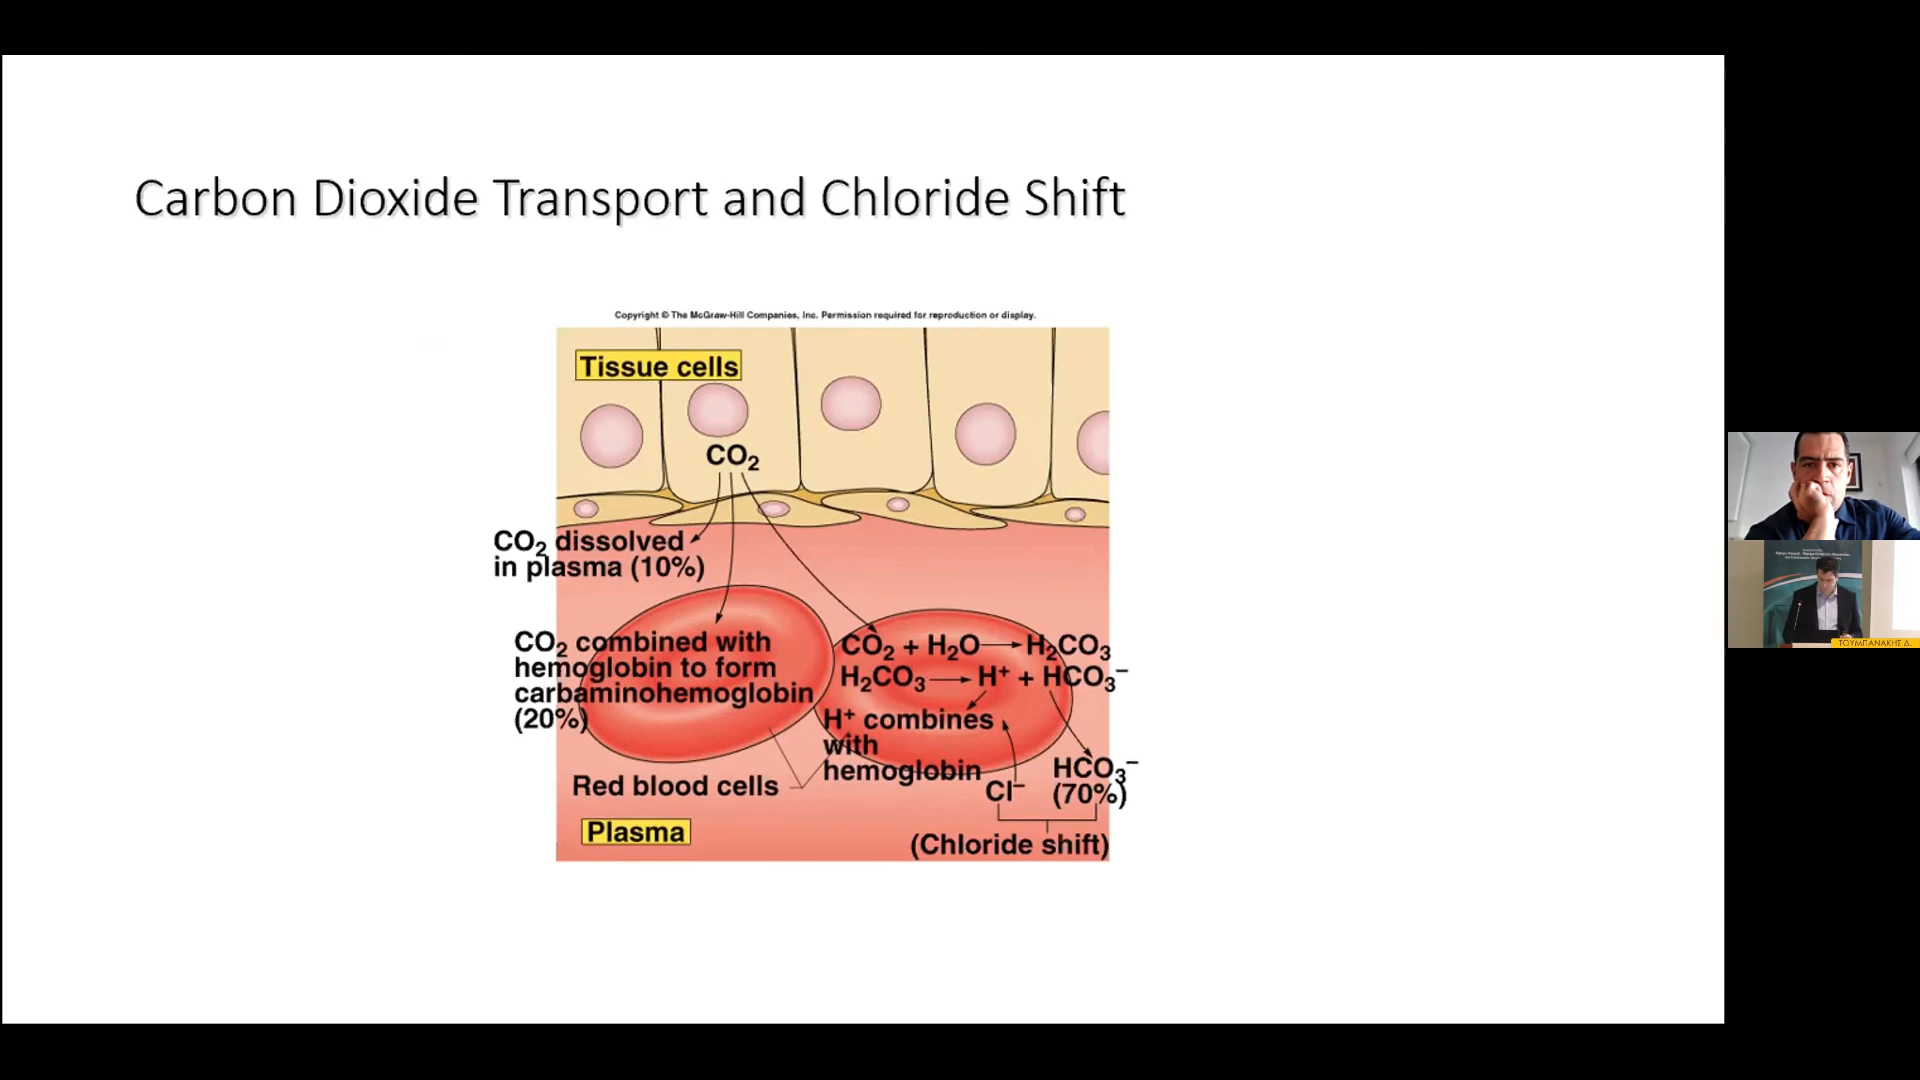 Carbon Dioxide Transport and Chloride Shift
Copyright © The McGraw-Hill Companies, Inc. Permission required for reproduction or display.
Tissue cells
CO₂
CO₂ dissolved
in plasma (10%)
CO₂ combined with
hemoglobin to form
carbaminohemoglobin
(20%)
CO₂ + H₂O → H₂CO₃
H₂CO₃ → H⁺ + HCO₃⁻
H⁺ combines
with
hemoglobin
Cl⁻
HCO₃⁻
(70%)
Red blood cells
Plasma
(Chloride shift)
ΤΟΥΜΠΑΝΑΚΗΣ Δ.